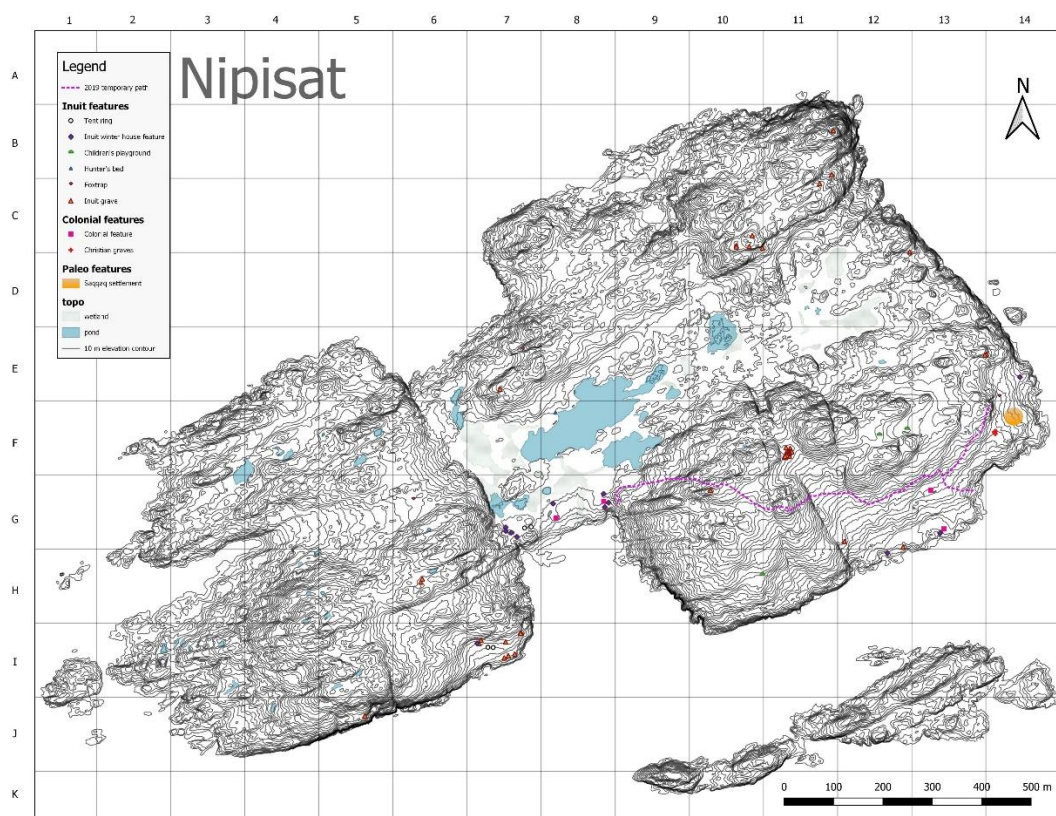 1 2 3 4 5 6 7 8 9 10 11 12 13 14
A
B
C
D
E
F
G
H
I
J
K
Nipisat
N
Legend
2019 temporary path
Inuit features
Tent ring
Inuit winter house feature
Children's playground
Hunter's bed
Foxtrap
Inuit grave
Colonial features
Colonial feature
Christian graves
Paleo features
Saqqaq settlement
topo
wetland
pond
10 m elevation contour
0 100 200 300 400 500 m